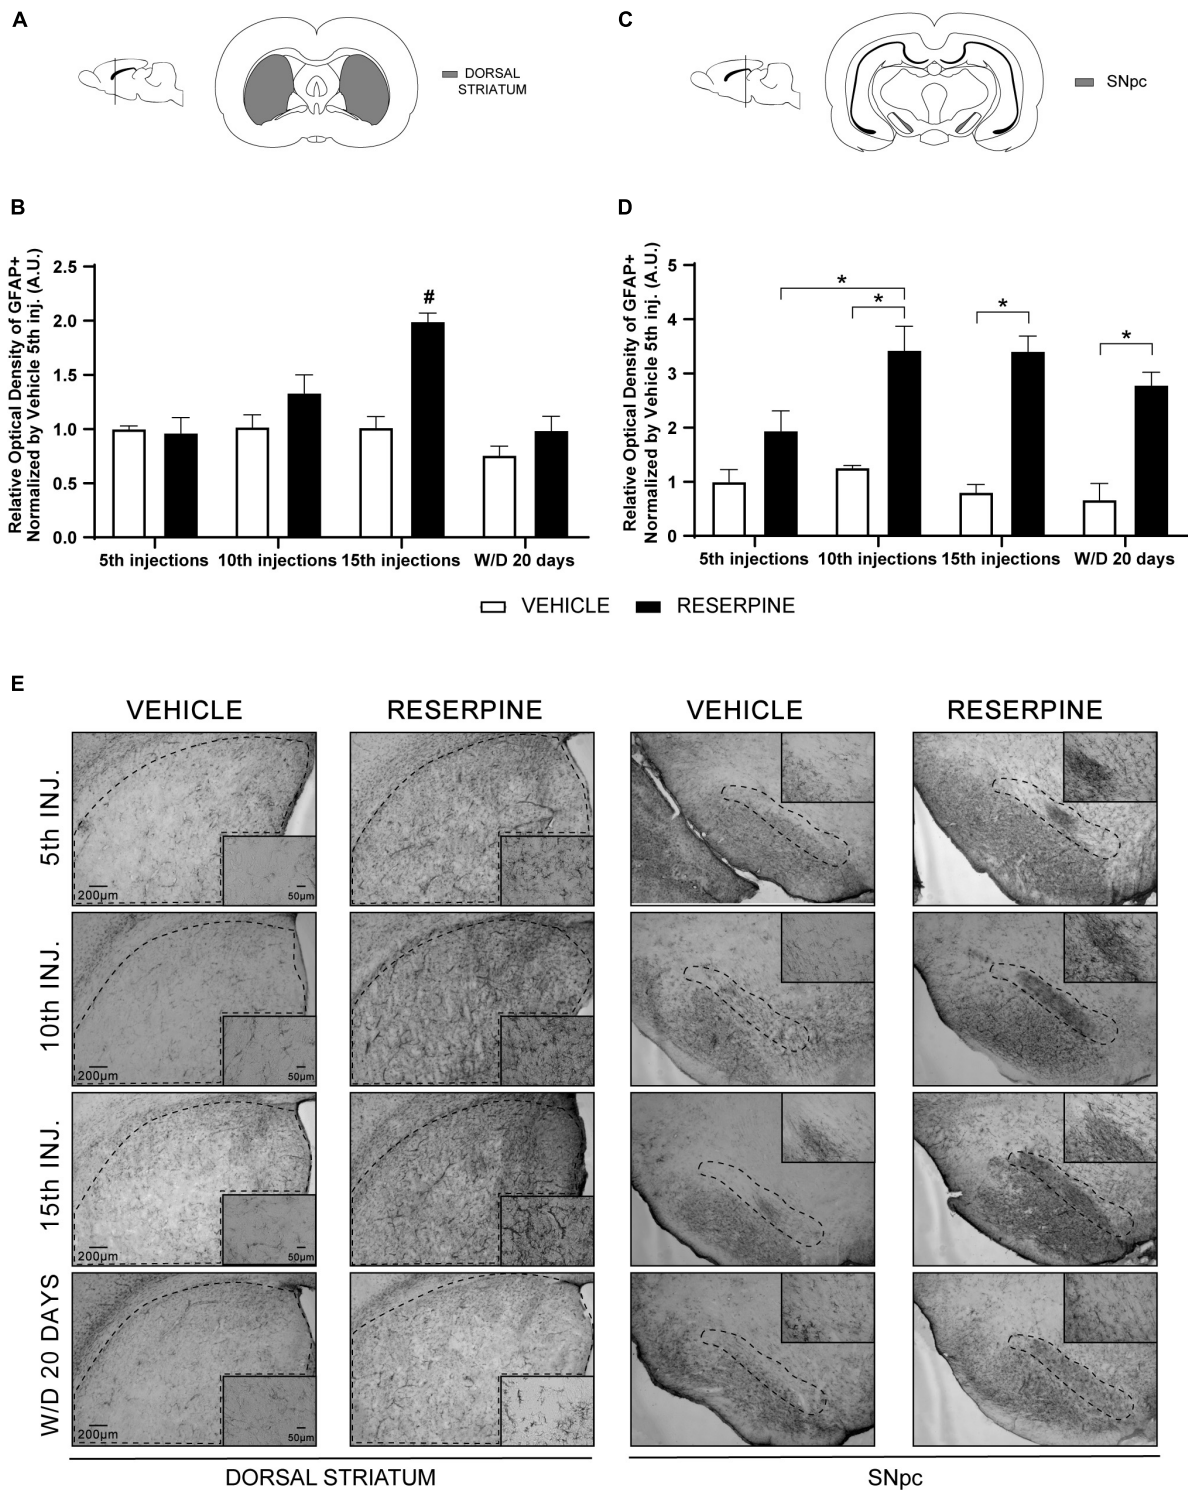 A
DORSAL
STRIATUM
C
SNpc
B
Relative Optical Density of GFAP+
Normalized by Vehicle 5th inj. (A.U.)
2.5
2.0
1.5
1.0
0.5
0.0
#
5th injections
10th injections
15th injections
W/D 20 days
D
Relative Optical Density of GFAP+
Normalized by Vehicle 5th inj. (A.U.)
5
4
3
2
1
0
*
*
*
*
5th injections
10th injections
15th injections
W/D 20 days
VEHICLE
RESERPINE
E
VEHICLE
RESERPINE
VEHICLE
RESERPINE
5th INJ.
200µm
50µm
10th INJ.
200µm
50µm
15th INJ.
200µm
50µm
W/D 20 DAYS
200µm
50µm
DORSAL STRIATUM
SNpc